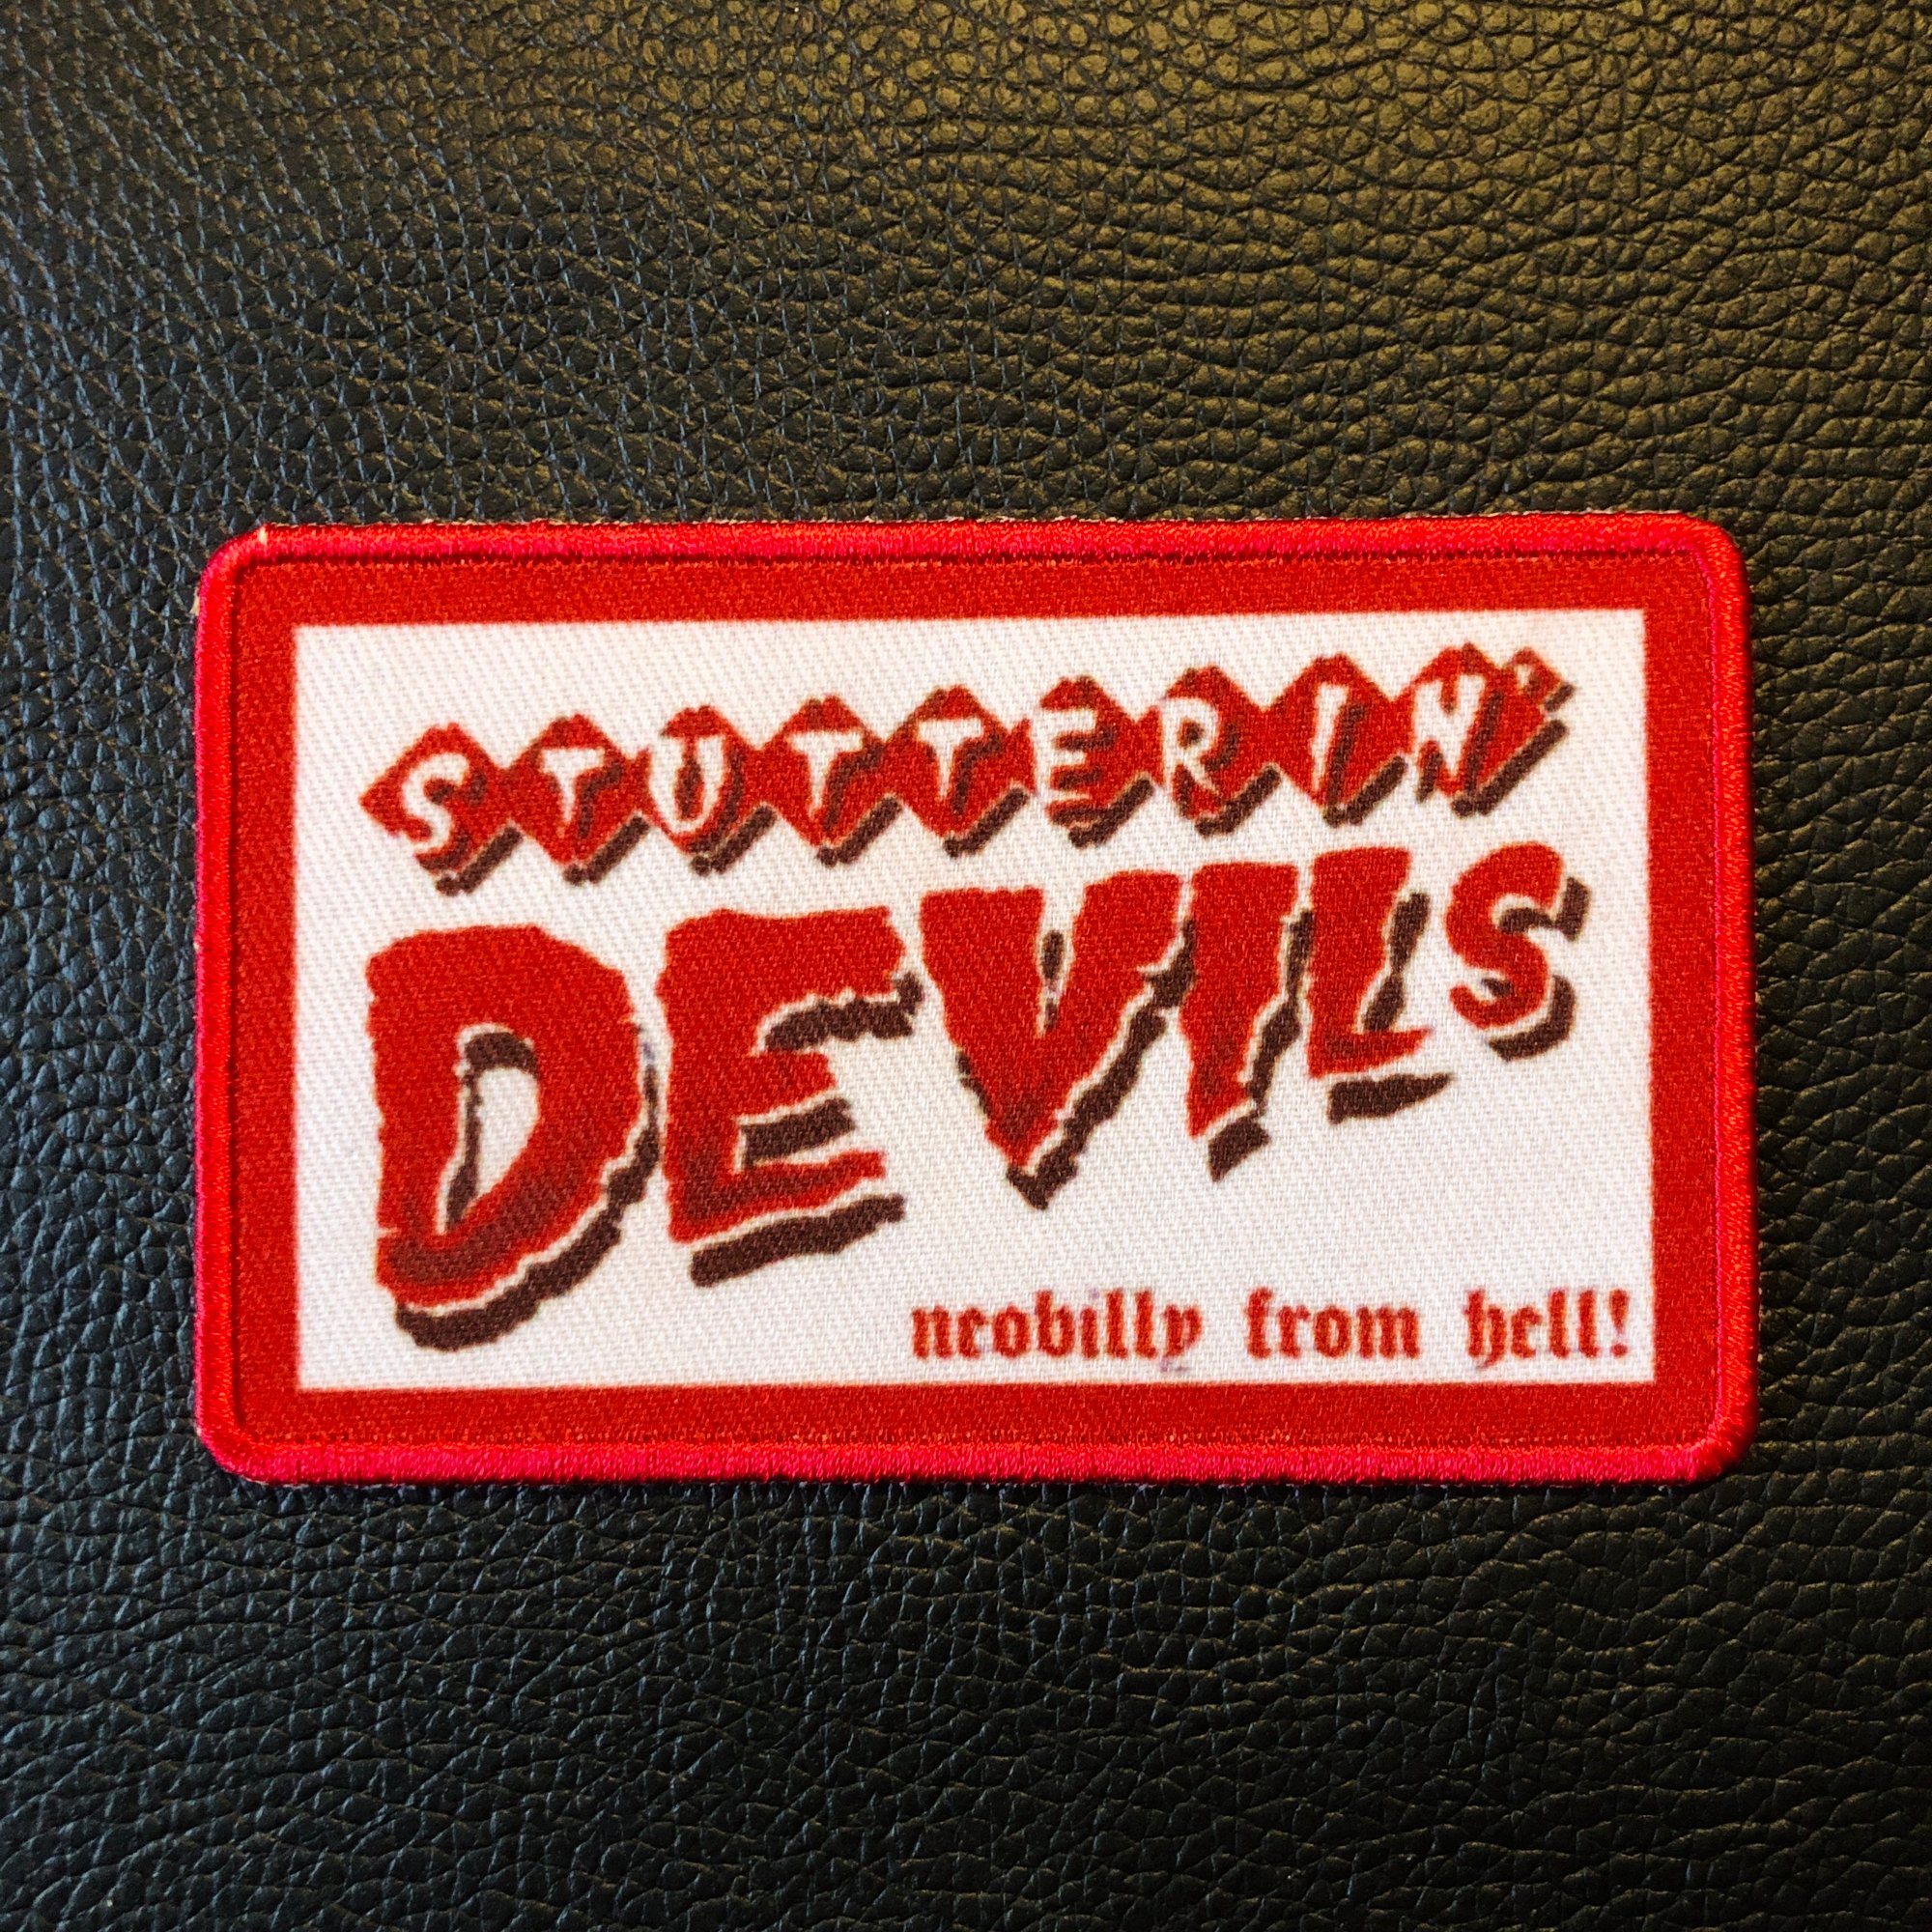 STUTTERIN'
DEVILS
neobilly from hell!